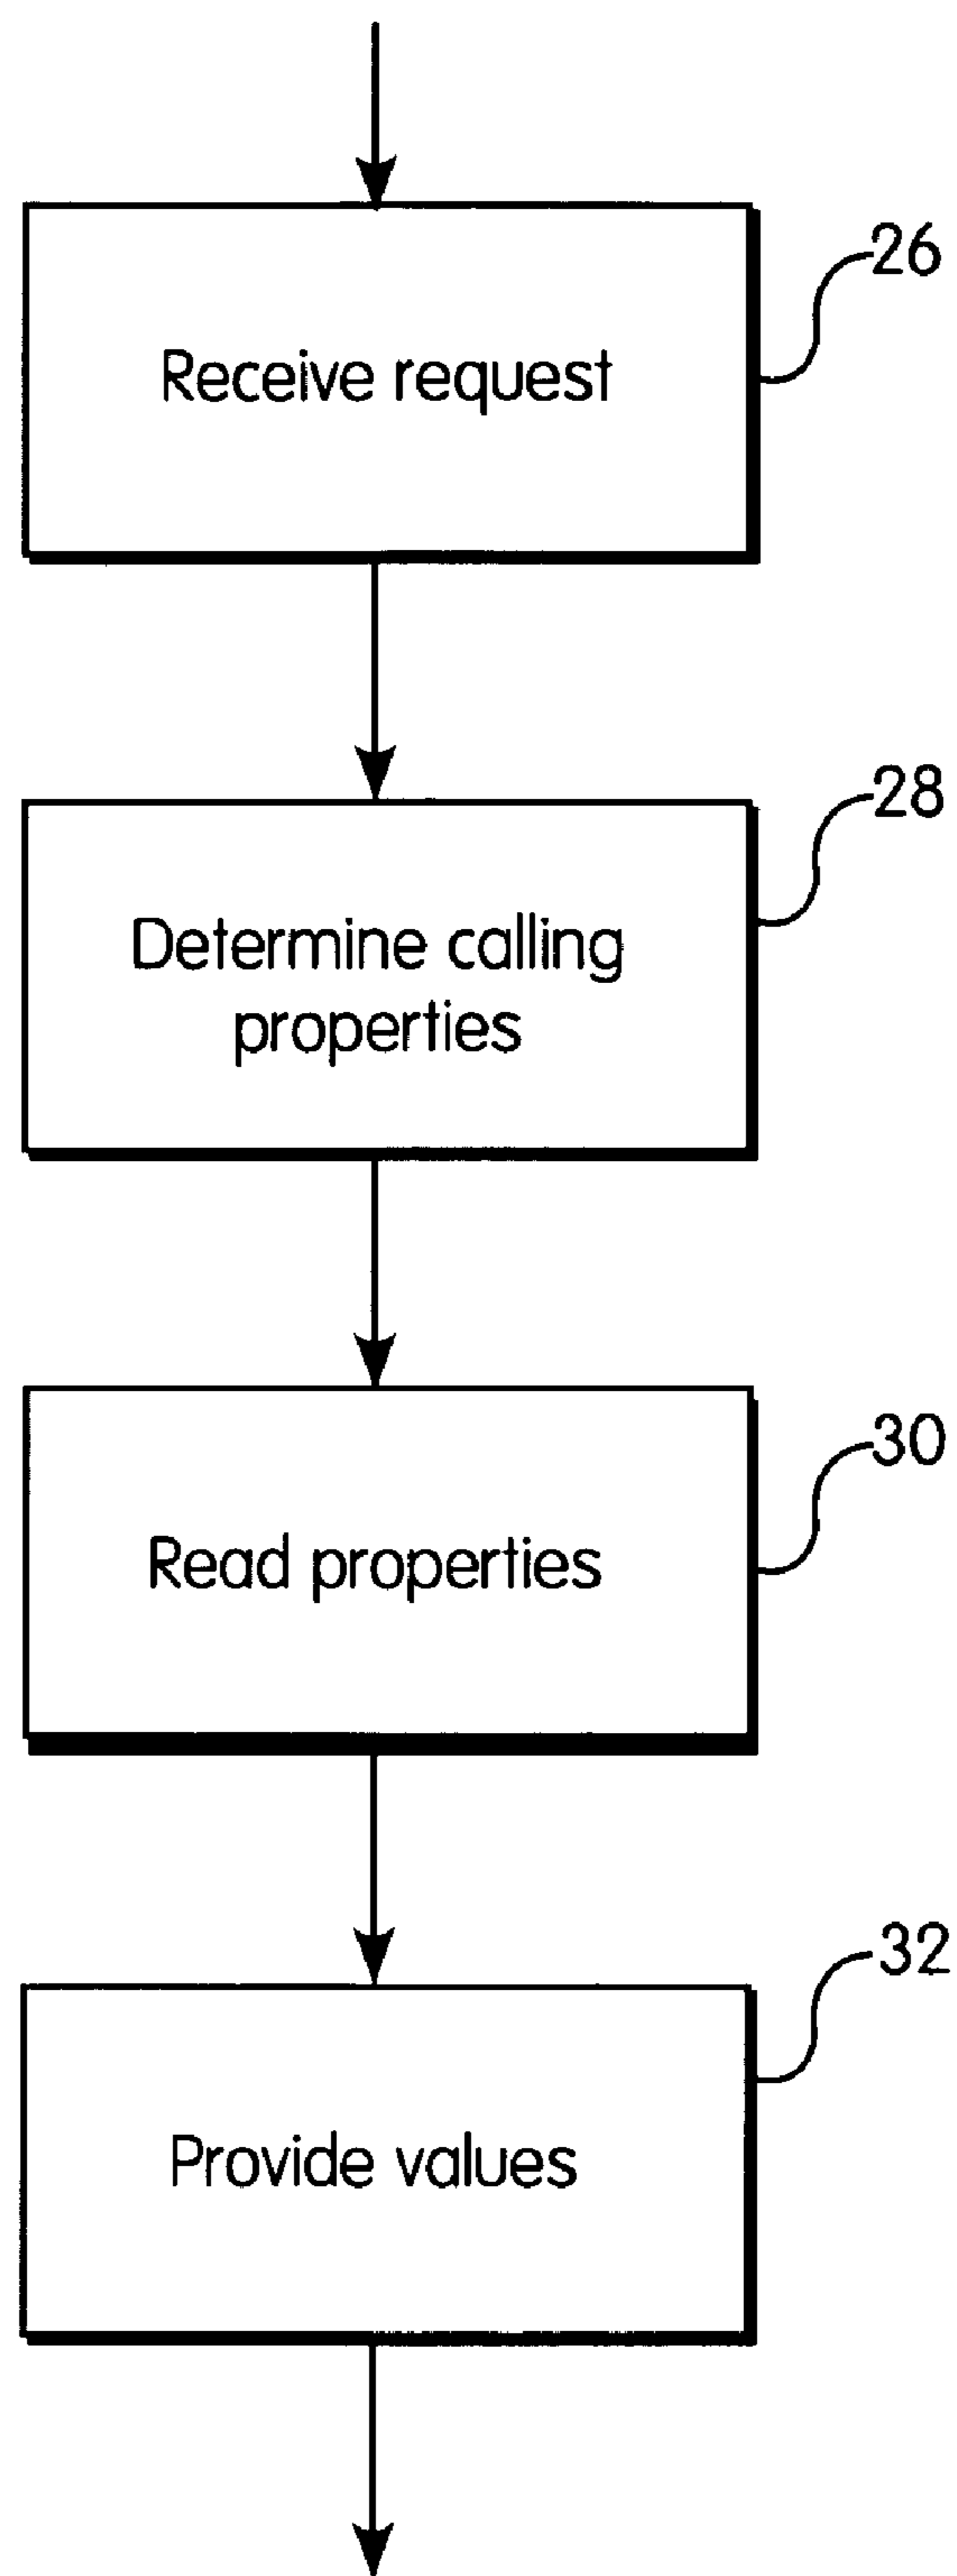 26
Receive request
28
Determine calling
properties
30
Read properties
32
Provide values